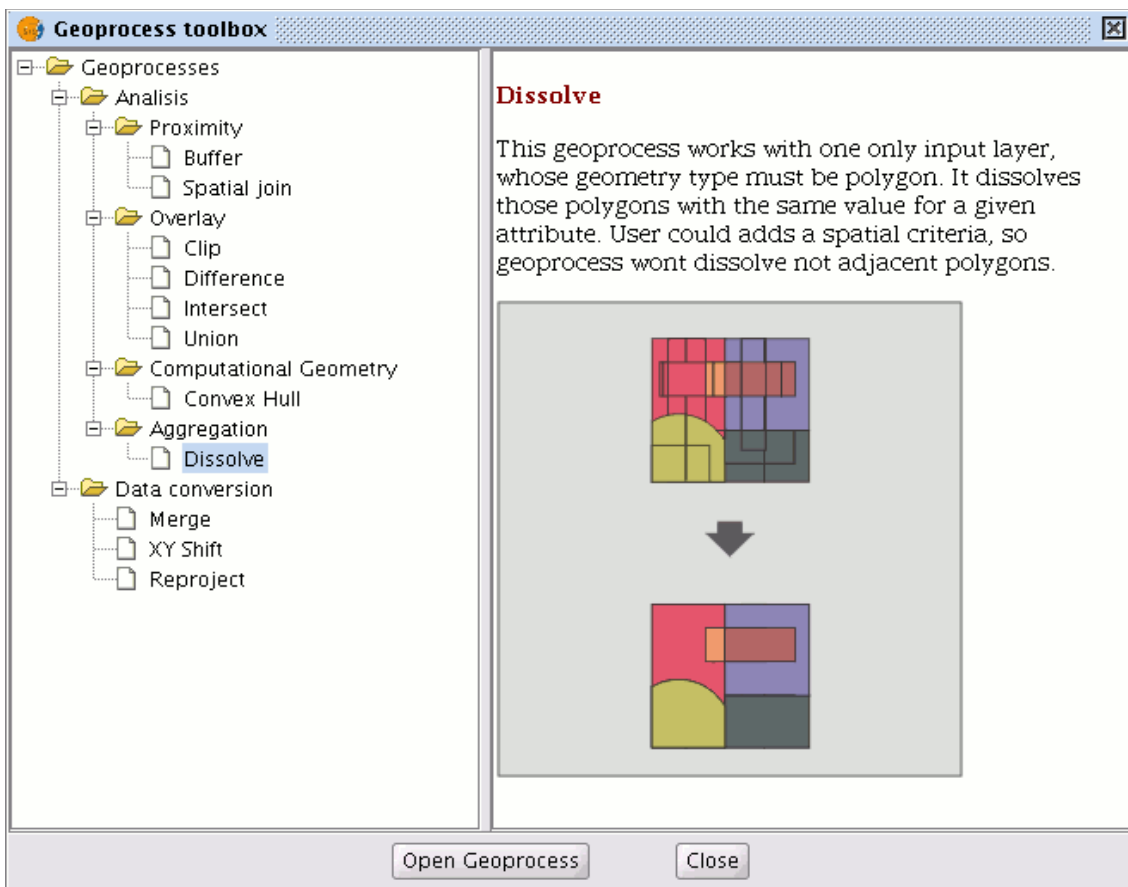 Geoprocess toolbox
Geoprocesses
Analisis
Proximity
Buffer
Spatial join
Overlay
Clip
Difference
Intersect
Union
Computational Geometry
Convex Hull
Aggregation
Dissolve
Data conversion
Merge
XY Shift
Reproject
Dissolve
This geoprocess works with one only input layer,
whose geometry type must be polygon. It dissolves
those polygons with the same value for a given
attribute. User could adds a spatial criteria, so
geoprocess wont dissolve not adjacent polygons.
Open Geoprocess
Close